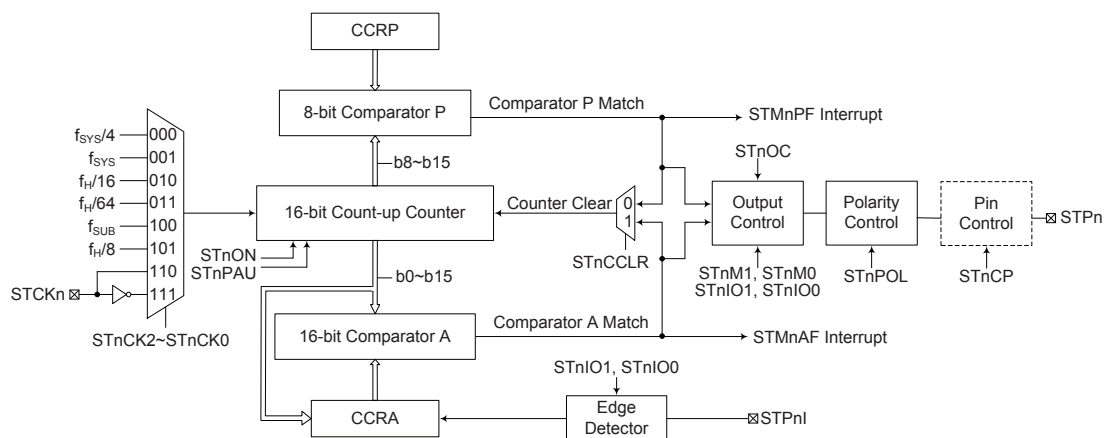 CCRP
8-bit Comparator P
Comparator P Match
STMnPF Interrupt
b8~b15
fSYS/4
000
fSYS
001
fH/16
010
fH/64
011
fSUB
100
fH/8
101
110
111
STCKn
STnCK2~STnCK0
16-bit Count-up Counter
STnON
STnPAU
Counter Clear
0
1
STnCCLR
STnOC
Output
Control
STnM1, STnM0
STnIO1, STnIO0
Polarity
Control
STnPOL
Pin
Control
STnCP
STPn
b0~b15
16-bit Comparator A
Comparator A Match
STMnAF Interrupt
STnIO1, STnIO0
CCRA
Edge
Detector
STPnI